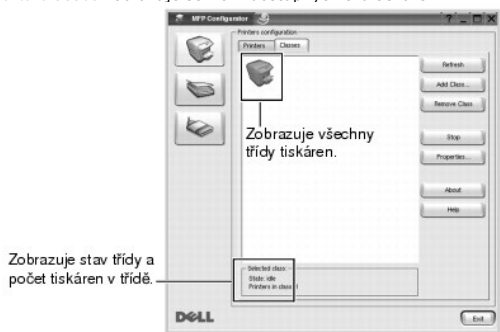 MFP Configurator
Printers configuration
Printers Classes
Refresh
Add Class...
Remove Class
Stop
Properties...
About
Help
Zobrazuje všechny
třídy tiskáren.
Zobrazuje stav třídy a
počet tiskáren v třídě.
Selected class:
State: idle
Printers in class: 1
DELL
Exit